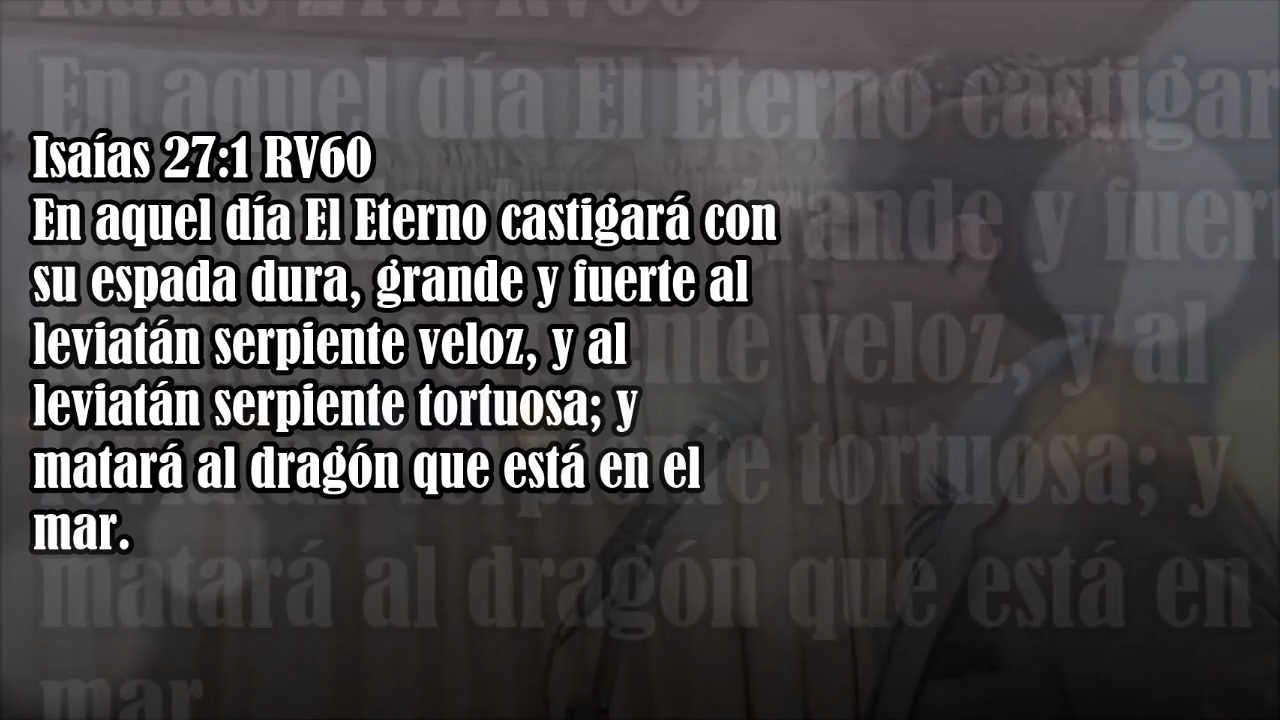 Isaías 27:1 RV60
En aquel día El Eterno castigará con
su espada dura, grande y fuerte al
leviatán serpiente veloz, y al
leviatán serpiente tortuosa; y
matará al dragón que está en el
mar.